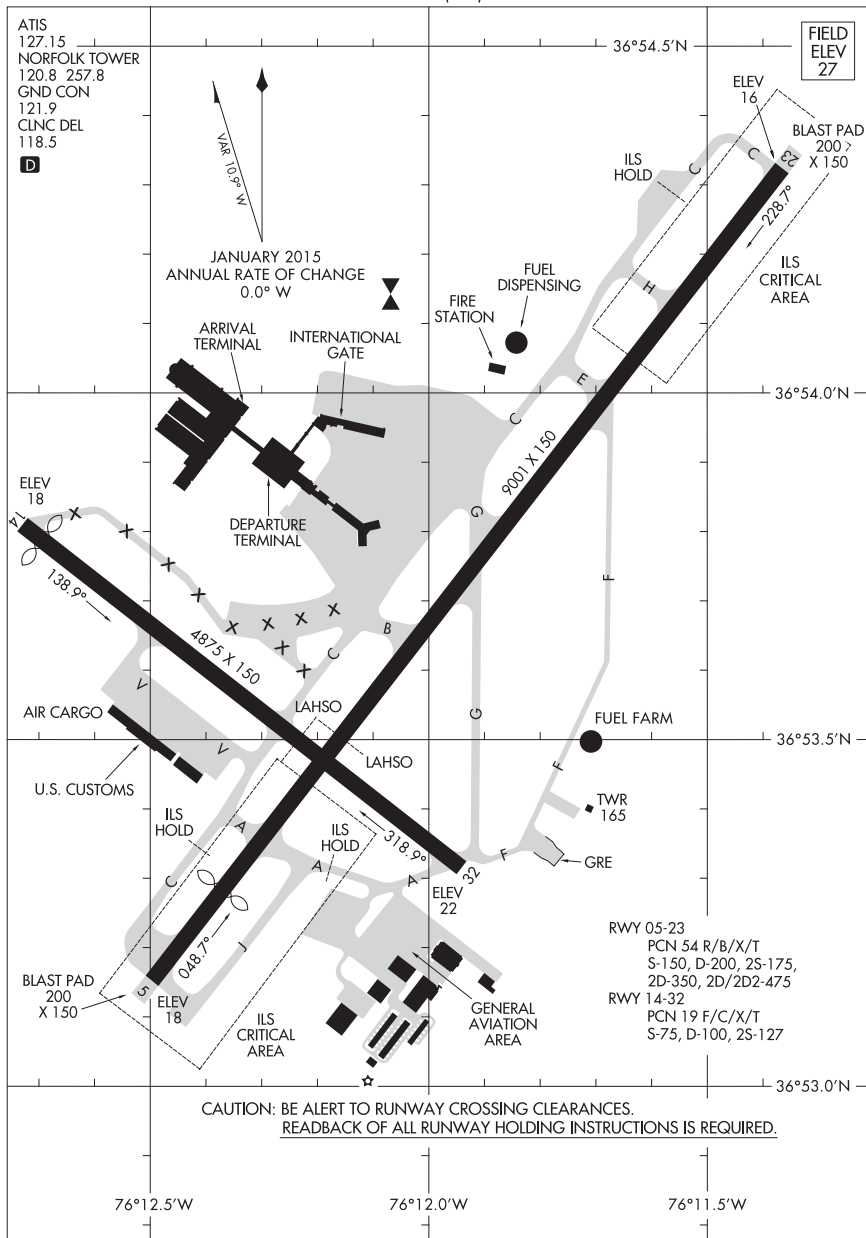 ATIS
127.15
NORFOLK TOWER
120.8 257.8
GND CON
121.9
CLNC DEL
118.5
D
36°54.5'N
FIELD
ELEV
27
VAR 10.9° W
JANUARY 2015
ANNUAL RATE OF CHANGE
0.0° W
ELEV
16
BLAST PAD
200
X 150
23
C
C
ILS
HOLD
228.7°
ILS
CRITICAL
AREA
H
FUEL
DISPENSING
FIRE
STATION
ARRIVAL
TERMINAL
INTERNATIONAL
GATE
E
36°54.0'N
C
9001 X 150
ELEV
18
14
X
X
X
X
X
X
X
X
X
X
DEPARTURE
TERMINAL
G
F
138.9°
4875 X 150
B
C
V
AIR CARGO
LAHSO
G
FUEL FARM
V
LAHSO
36°53.5'N
U.S. CUSTOMS
F
TWR
165
ILS
HOLD
A
ILS
HOLD
318.9°
F
GRE
C
A
A
32
ELEV
22
048.7°
J
RWY 05-23
PCN 54 R/B/X/T
S-150, D-200, 2S-175,
2D-350, 2D/2D2-475
RWY 14-32
PCN 19 F/C/X/T
S-75, D-100, 2S-127
BLAST PAD
200
X 150
5
ELEV
18
GENERAL
AVIATION
AREA
ILS
CRITICAL
AREA
36°53.0'N
CAUTION: BE ALERT TO RUNWAY CROSSING CLEARANCES.
READBACK OF ALL RUNWAY HOLDING INSTRUCTIONS IS REQUIRED.
76°12.5'W
76°12.0'W
76°11.5'W